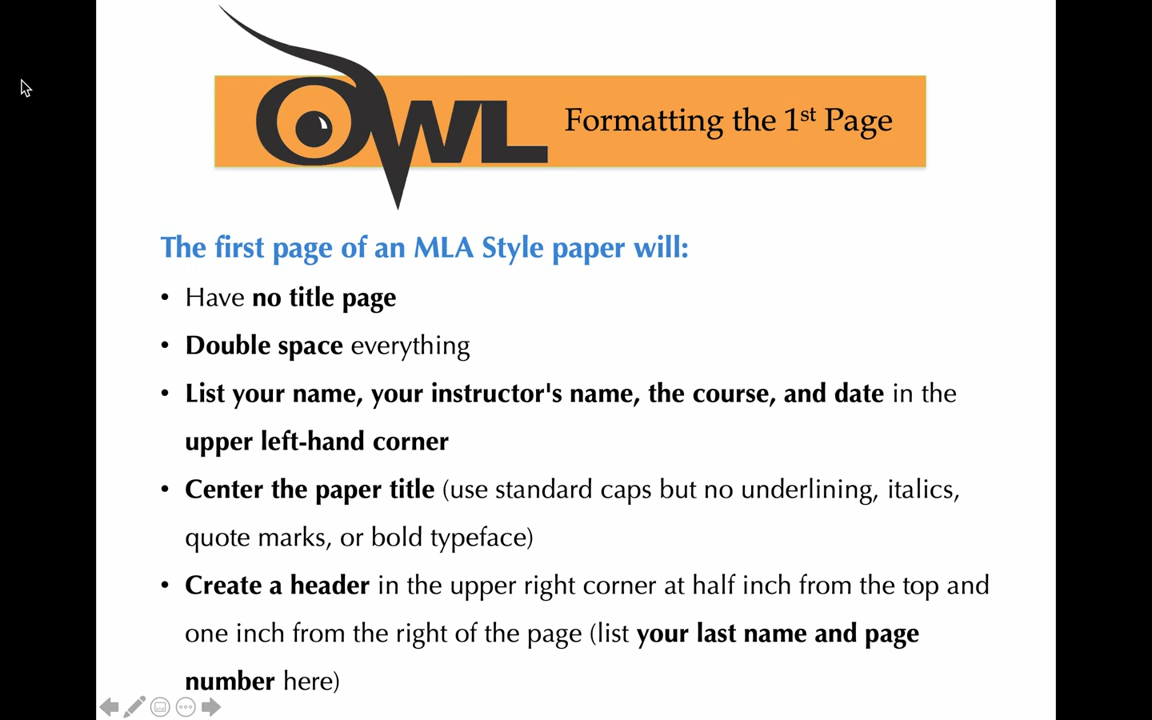 OWL Formatting the 1st Page
The first page of an MLA Style paper will:
• Have no title page
• Double space everything
• List your name, your instructor's name, the course, and date in the
upper left-hand corner
• Center the paper title (use standard caps but no underlining, italics,
quote marks, or bold typeface)
• Create a header in the upper right corner at half inch from the top and
one inch from the right of the page (list your last name and page
number here)